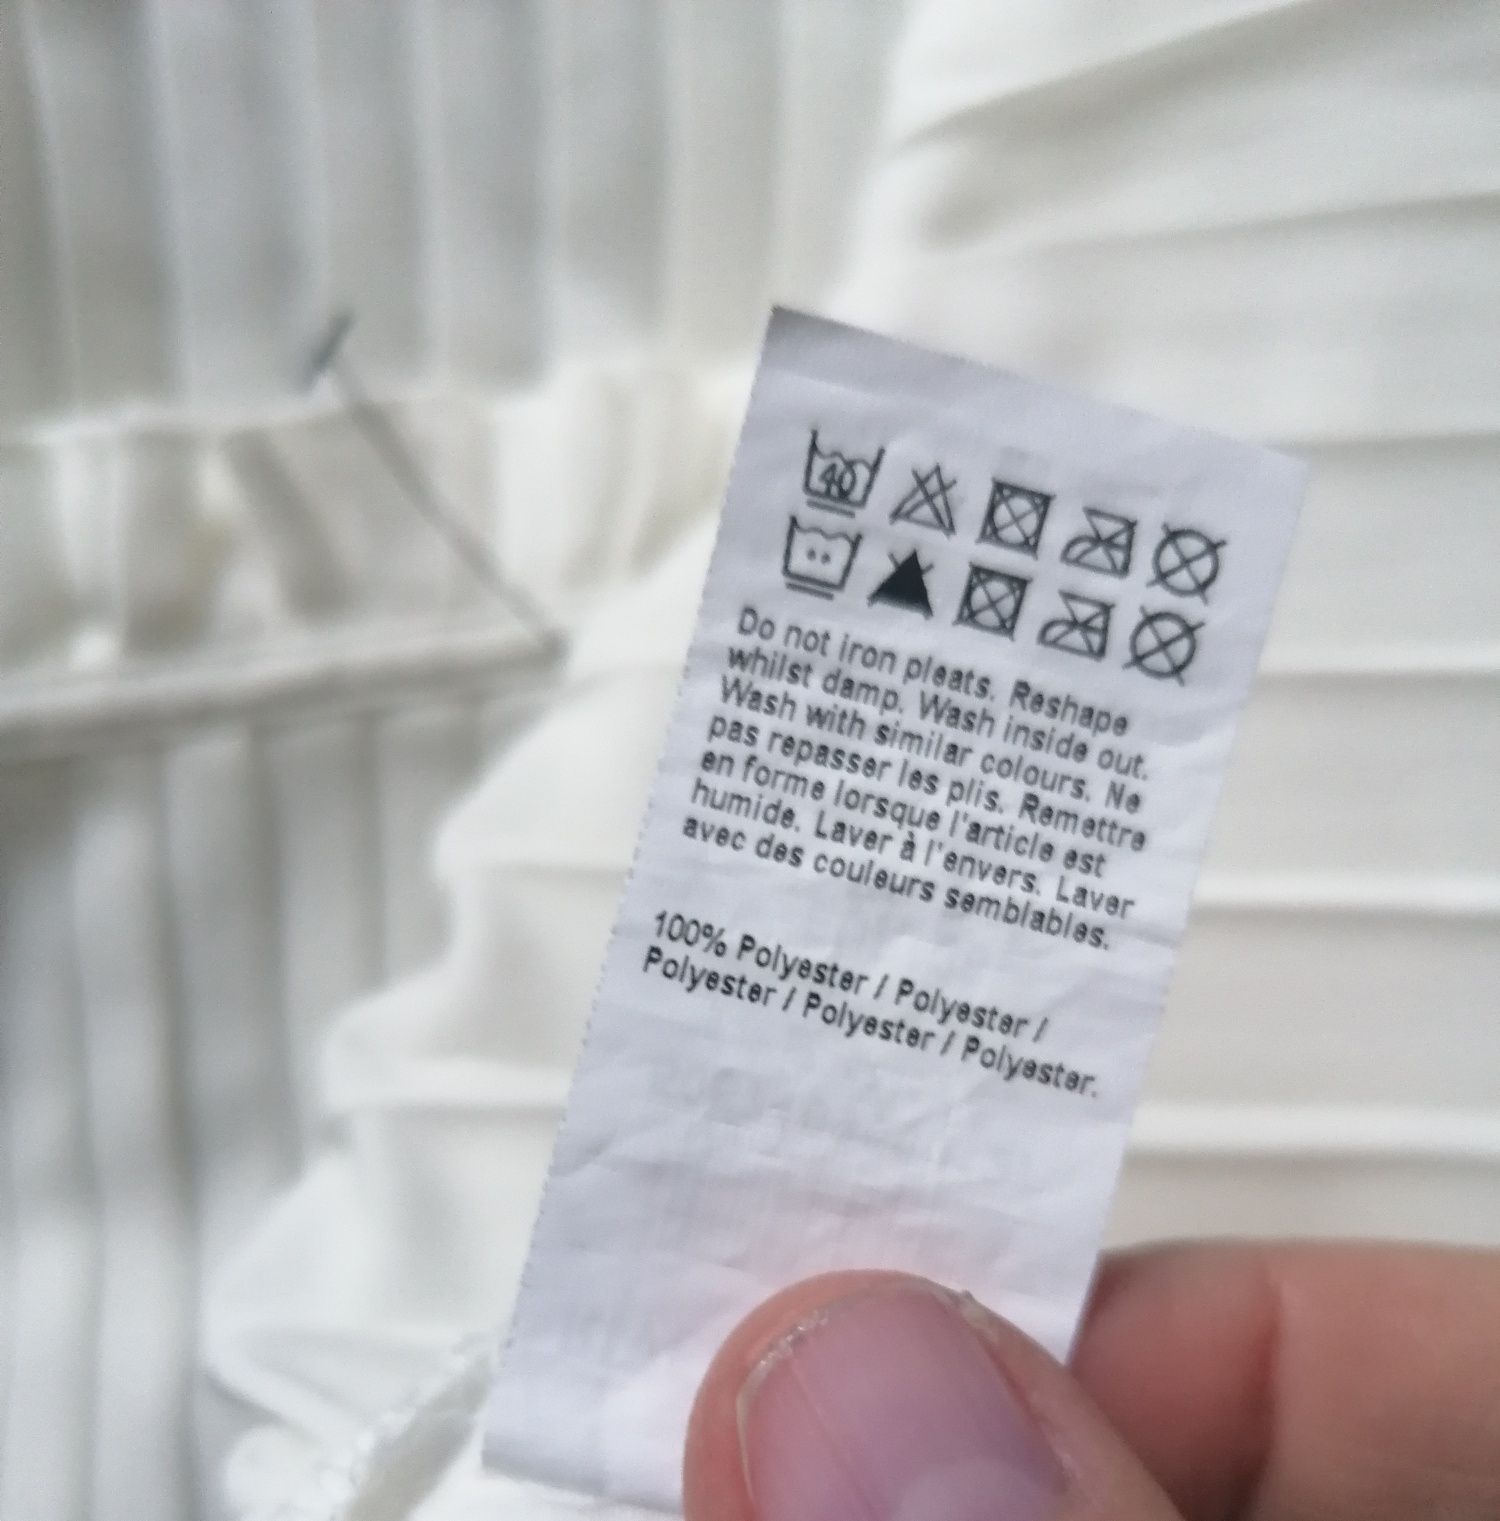 40
Do not iron pleats. Reshape
whilst damp. Wash inside out.
Wash with similar colours. Ne
pas repasser les plis. Remettre
en forme lorsque l'article est
humide. Laver à l'envers. Laver
avec des couleurs semblables.
100% Polyester / Polyester /
Polyester / Polyester / Polyester.